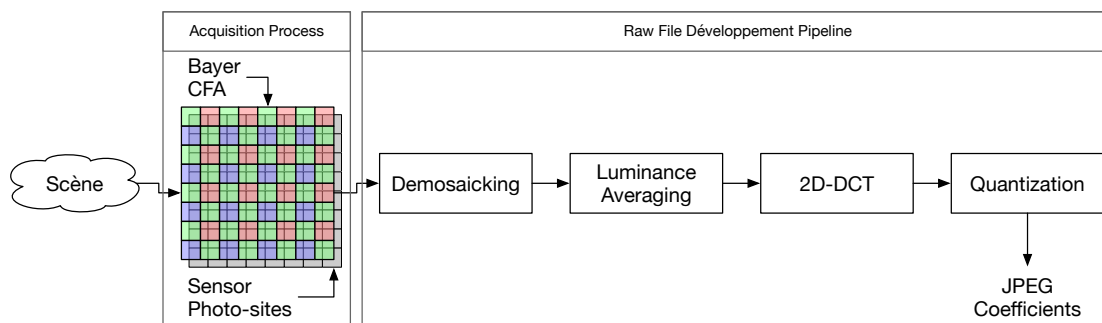 Acquisition Process
Raw File Développement Pipeline
Bayer
CFA
Scène
Demosaicking
Luminance
Averaging
2D-DCT
Quantization
Sensor
Photo-sites
JPEG
Coefficients